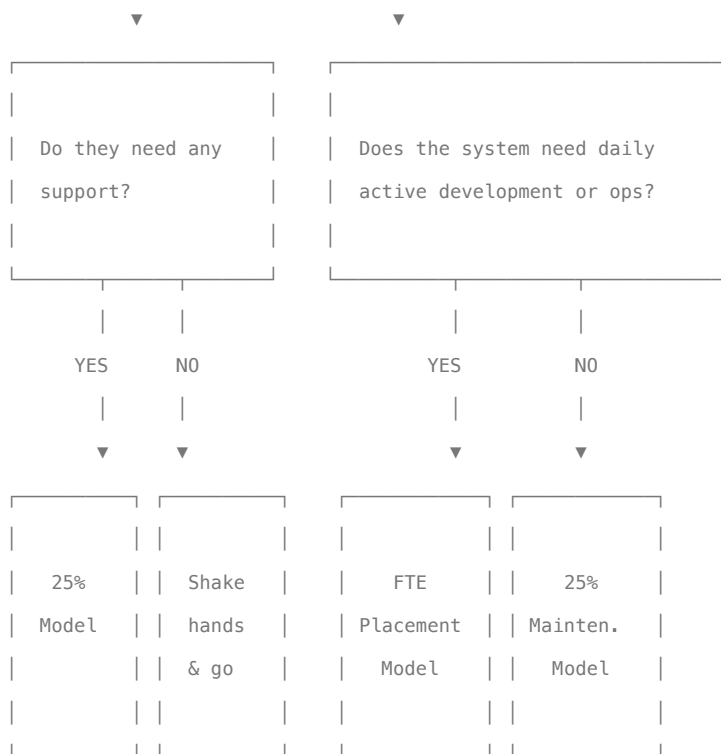 Do they need any
support?
Does the system need daily
active development or ops?
YES NO
YES NO
25%
Model
Shake
hands
& go
FTE
Placement
Model
25%
Mainten.
Model